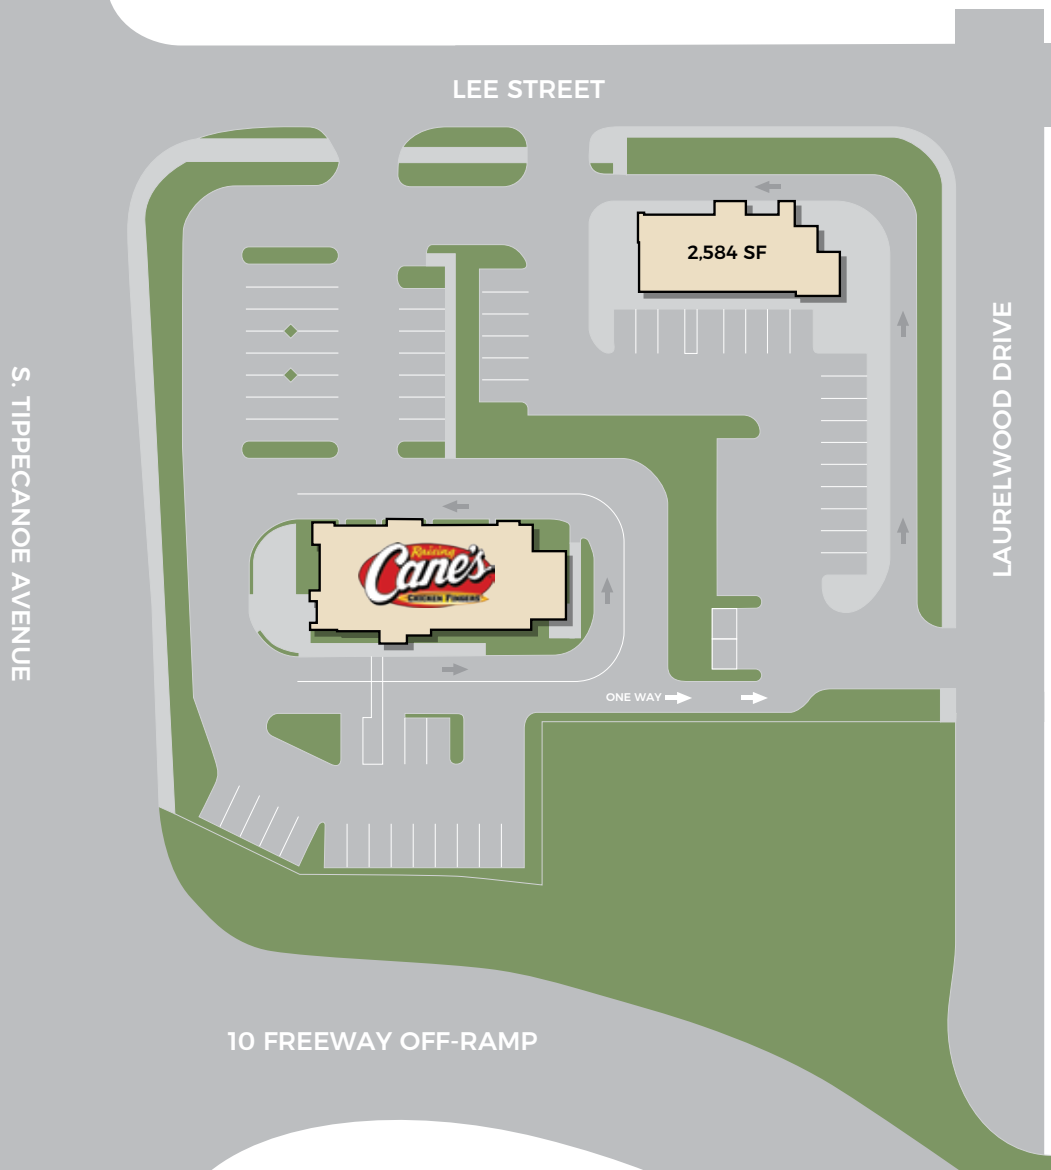 LEE STREET
2,584 SF
S. TIPPECANOE AVENUE
LAURELWOOD DRIVE
Raising
Cane's
CHICKEN FINGERS
ONE WAY
10 FREEWAY OFF-RAMP